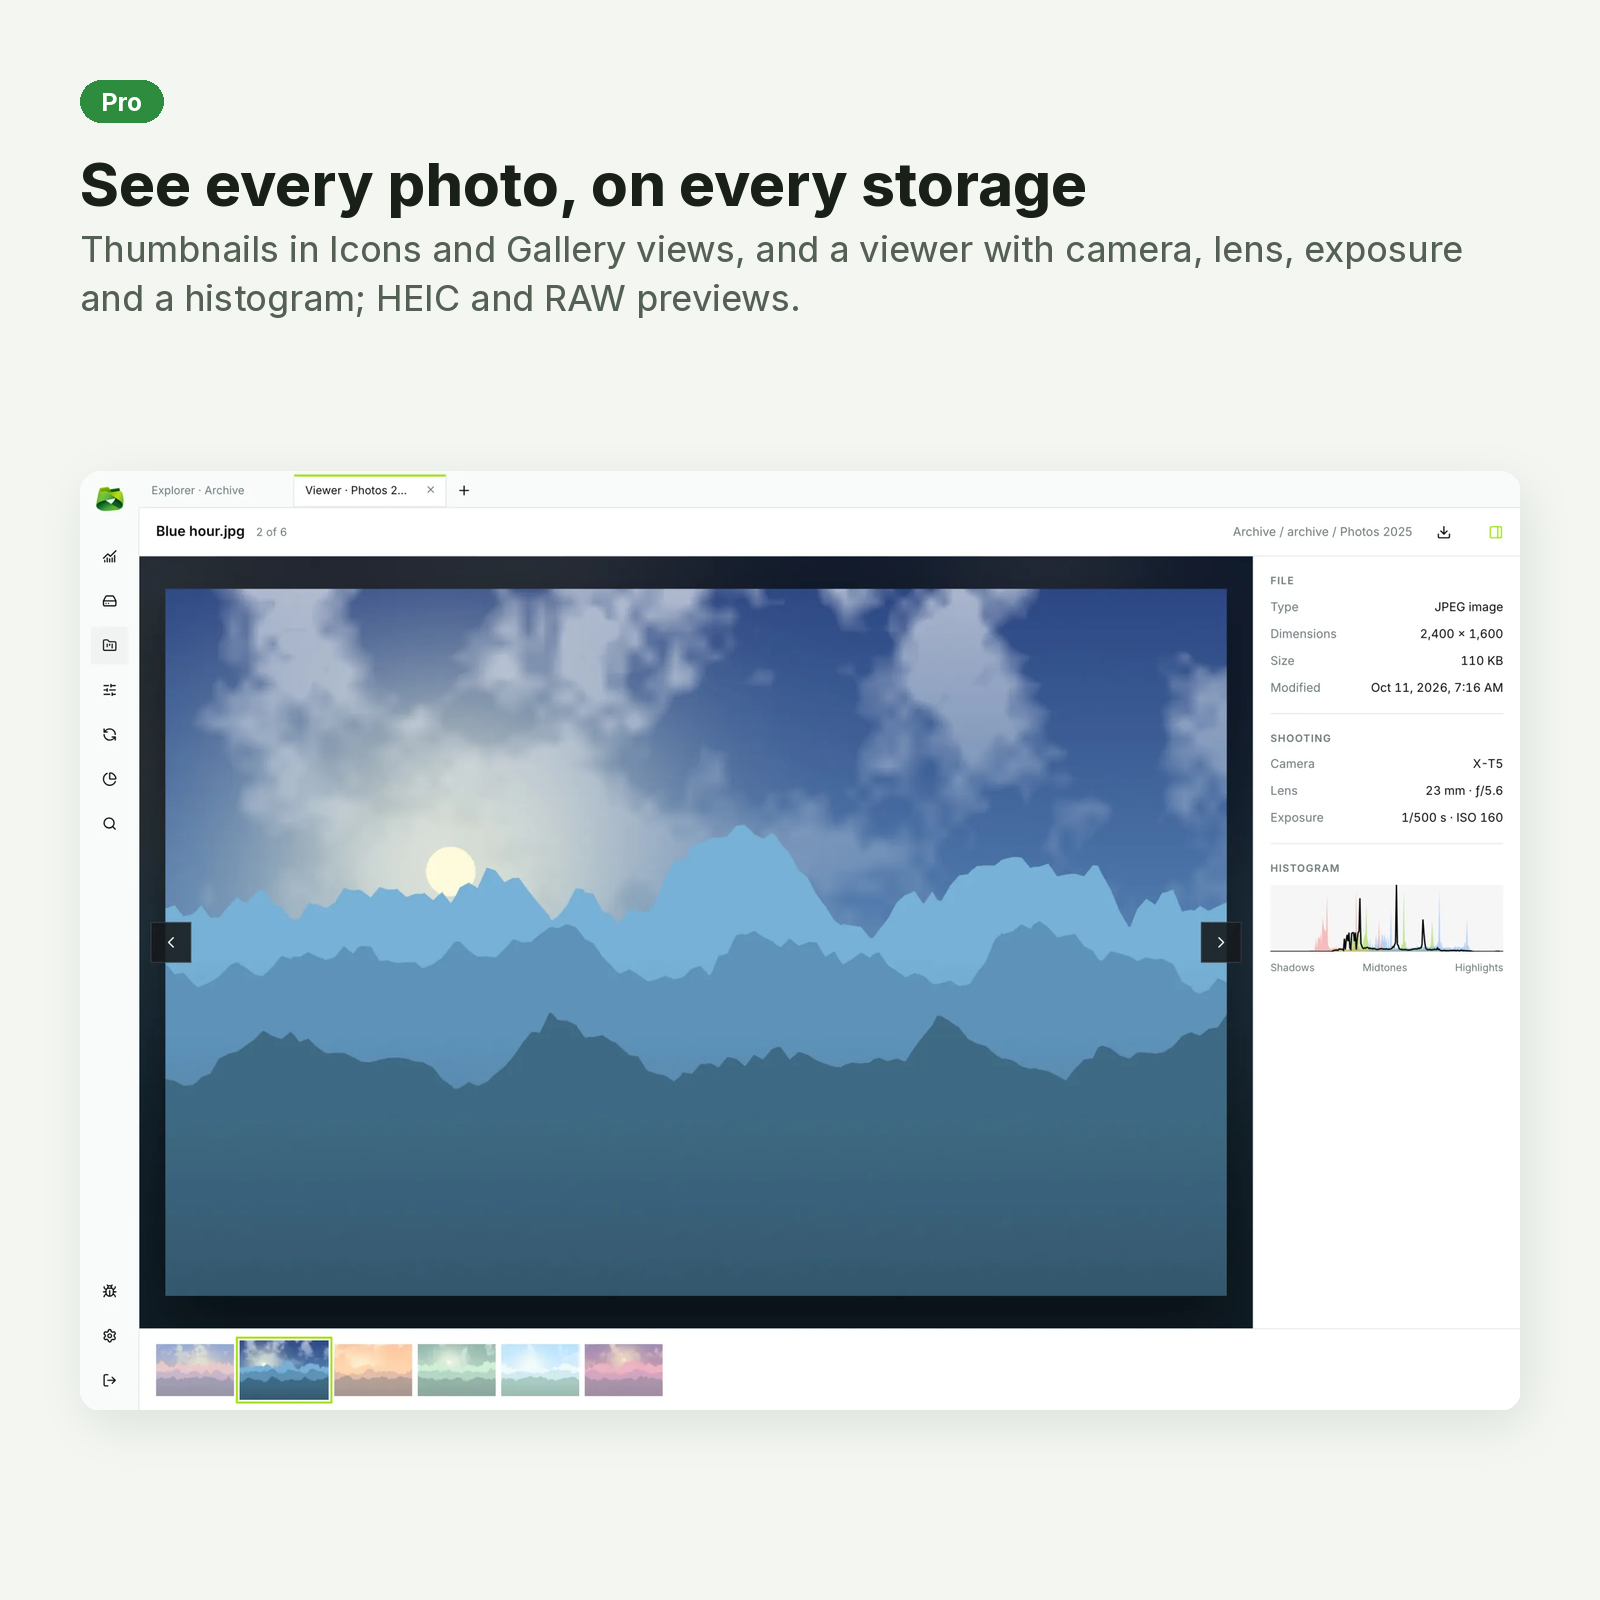 Pro
See every photo, on every storage
Thumbnails in Icons and Gallery views, and a viewer with camera, lens, exposure
and a histogram; HEIC and RAW previews.
Explorer · Archive
Viewer · Photos 2...
Blue hour.jpg 2 of 6
Archive / archive / Photos 2025
FILE
Type JPEG image
Dimensions 2,400 × 1,600
Size 110 KB
Modified Oct 11, 2026, 7:16 AM
SHOOTING
Camera X-T5
Lens 23 mm · ƒ/5.6
Exposure 1/500 s · ISO 160
HISTOGRAM
Shadows Midtones Highlights